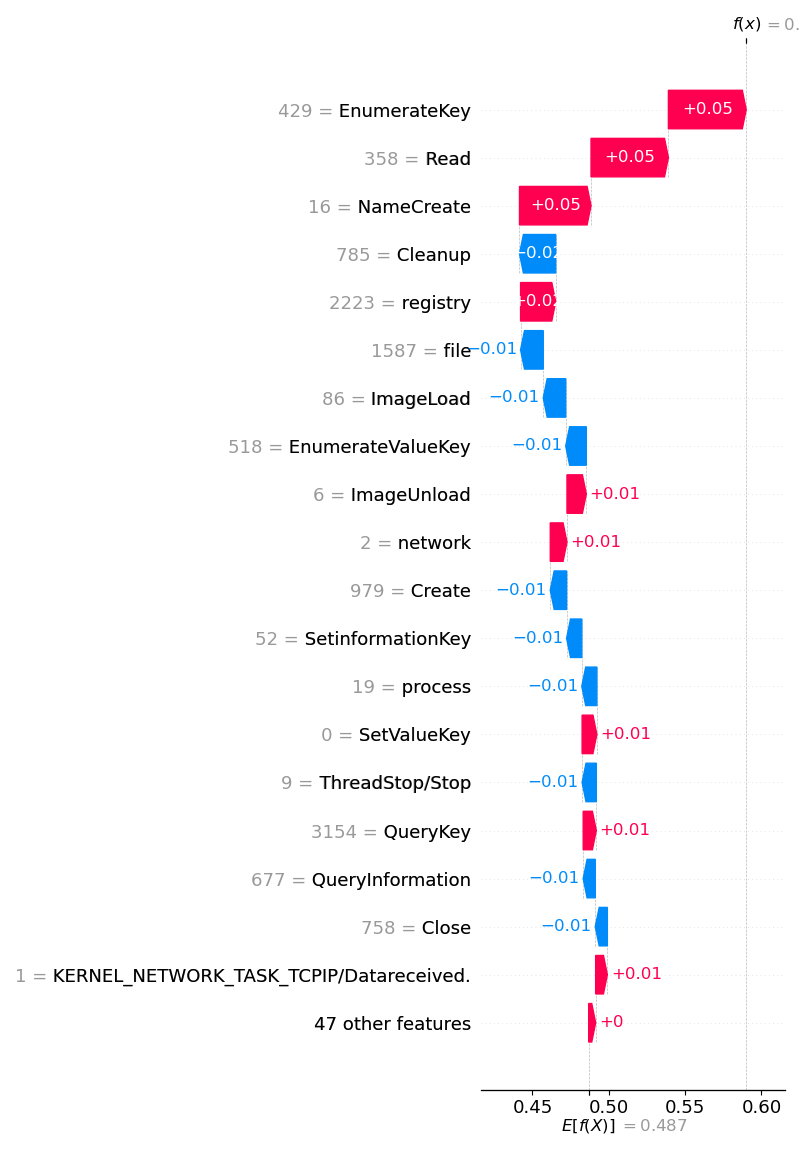 f(x) = 0.
429 = EnumerateKey +0.05
358 = Read +0.05
16 = NameCreate +0.05
785 = Cleanup −0.02
2223 = registry
1587 = file −0.01
86 = ImageLoad −0.01
518 = EnumerateValueKey −0.01
6 = ImageUnload +0.01
2 = network +0.01
979 = Create −0.01
52 = SetinformationKey −0.01
19 = process −0.01
0 = SetValueKey +0.01
9 = ThreadStop/Stop −0.01
3154 = QueryKey +0.01
677 = QueryInformation −0.01
758 = Close −0.01
1 = KERNEL_NETWORK_TASK_TCPIP/Datareceived. +0.01
47 other features +0
0.45 0.50 0.55 0.60
E[f(X)] = 0.487